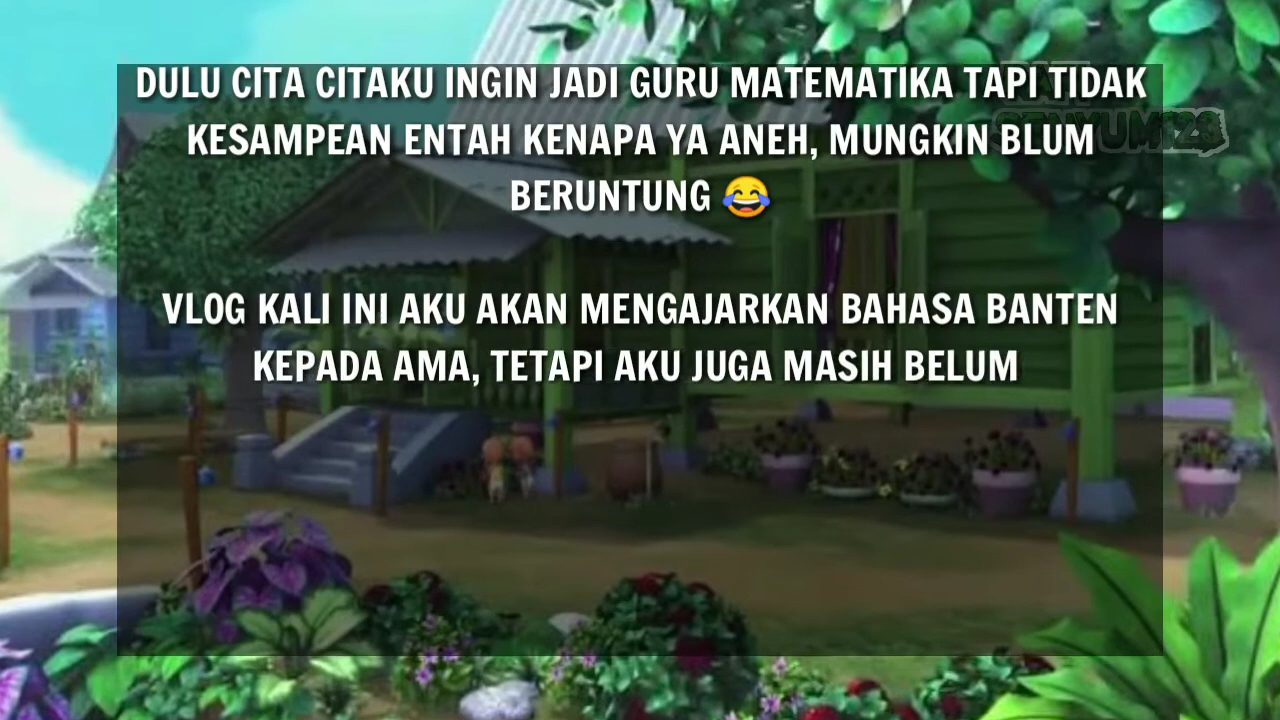 DULU CITA CITAKU INGIN JADI GURU MATEMATIKA TAPI TIDAK
KESAMPEAN ENTAH KENAPA YA ANEH, MUNGKIN BLUM
BERUNTUNG 😂
VLOG KALI INI AKU AKAN MENGAJARKAN BAHASA BANTEN
KEPADA AMA, TETAPI AKU JUGA MASIH BELUM